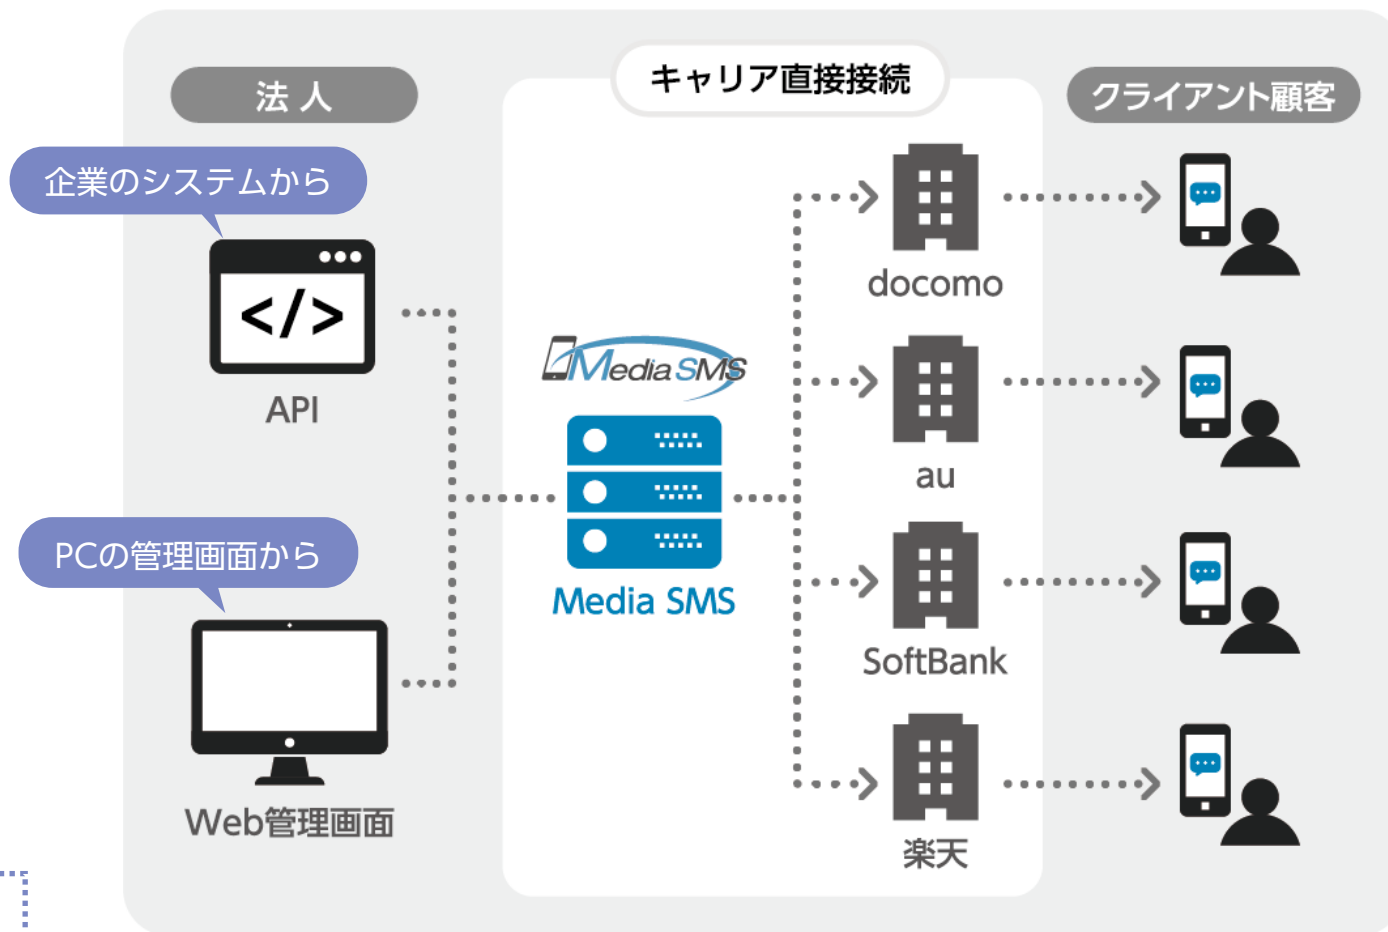 法人
キャリア直接接続
クライアント顧客
企業のシステムから
</>
API
PCの管理画面から
Web管理画面
Media SMS
Media SMS
docomo
au
SoftBank
楽天